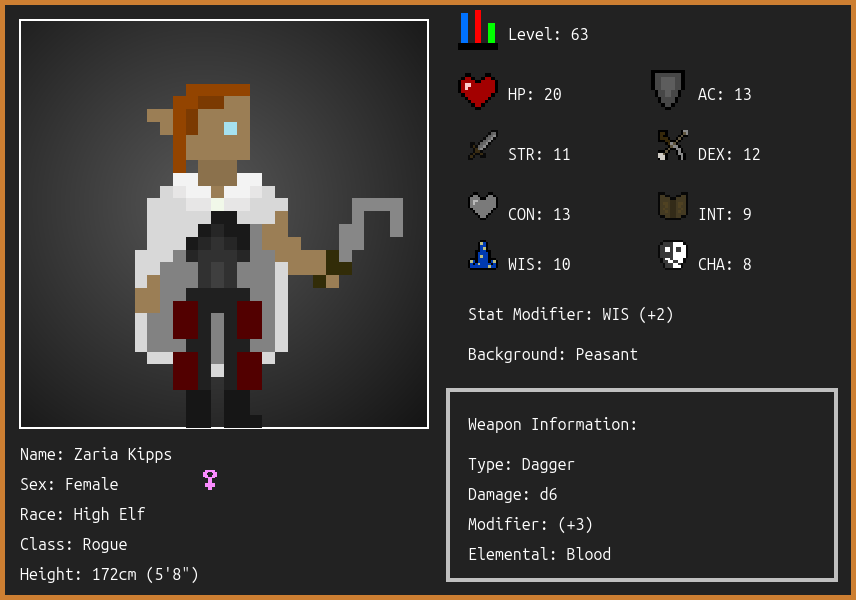 Level: 63
HP: 20
AC: 13
STR: 11
DEX: 12
CON: 13
INT: 9
WIS: 10
CHA: 8
Stat Modifier: WIS (+2)
Background: Peasant
Weapon Information:
Type: Dagger
Damage: d6
Modifier: (+3)
Elemental: Blood
Name: Zaria Kipps
Sex: Female
Race: High Elf
Class: Rogue
Height: 172cm (5'8")